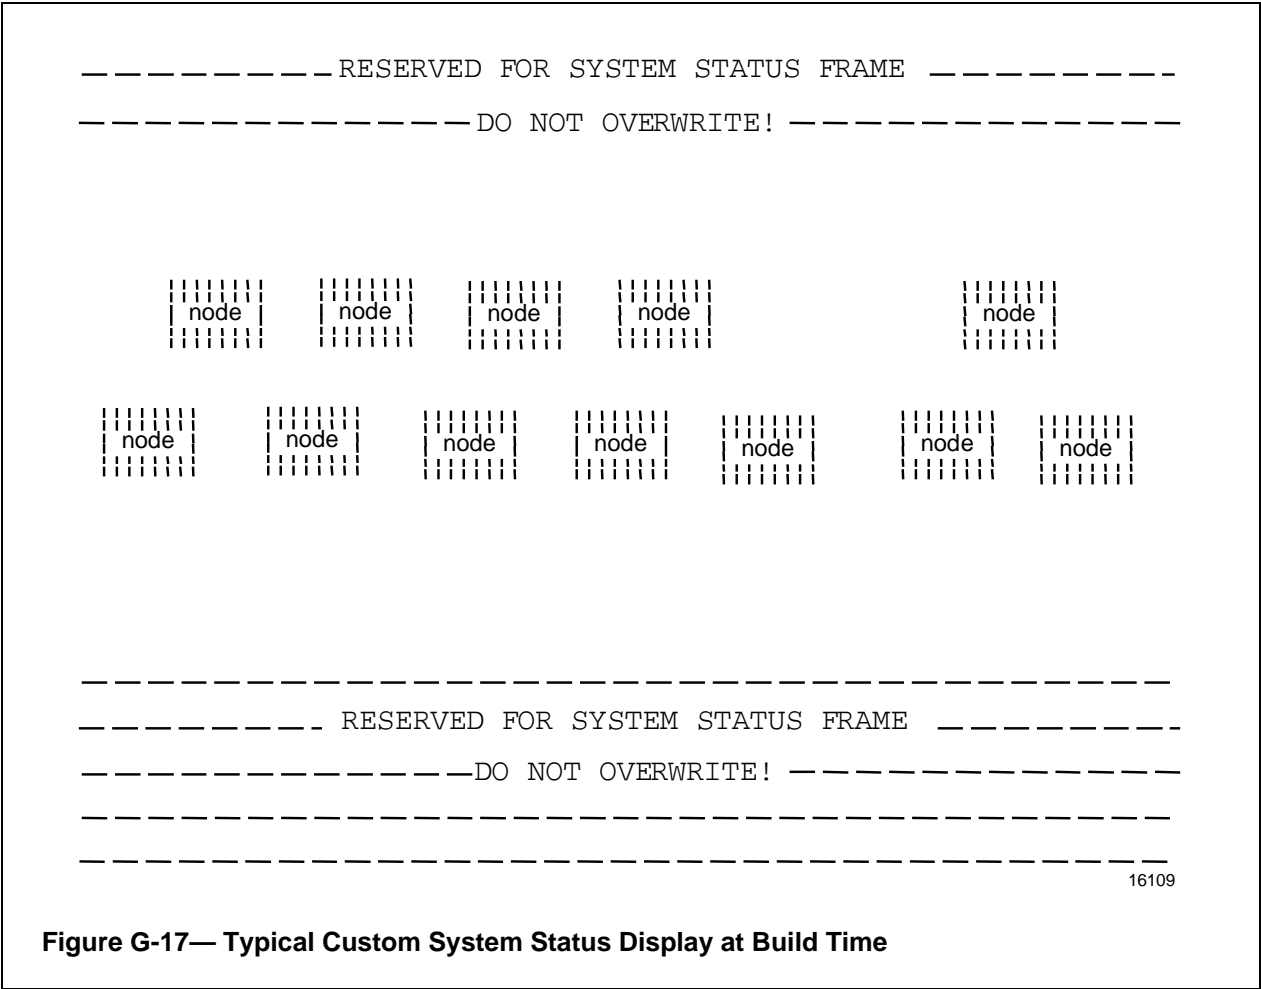 RESERVED FOR SYSTEM STATUS FRAME
DO NOT OVERWRITE!
node node node node node
node node node node node node node
RESERVED FOR SYSTEM STATUS FRAME
DO NOT OVERWRITE!
16109
Figure G-17— Typical Custom System Status Display at Build Time